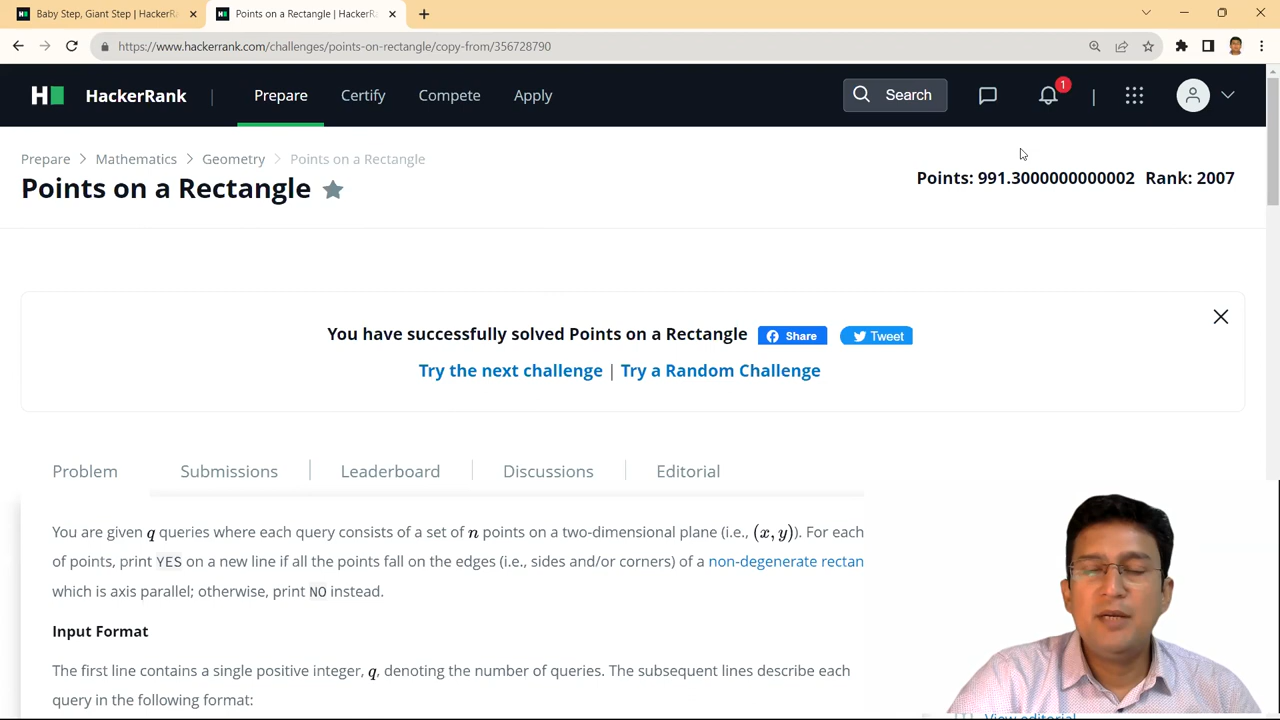 Baby Step, Giant Step | HackerR
Points on a Rectangle | HackerR
https://www.hackerrank.com/challenges/points-on-rectangle/copy-from/356728790
HackerRank
Prepare
Certify
Compete
Apply
Search
1
Prepare > Mathematics > Geometry > Points on a Rectangle
Points on a Rectangle
Points: 991.3000000000002 Rank: 2007
You have successfully solved Points on a Rectangle
Share
Tweet
Try the next challenge | Try a Random Challenge
Problem
Submissions
Leaderboard
Discussions
Editorial
You are given q queries where each query consists of a set of n points on a two-dimensional plane (i.e., (x, y)). For each
of points, print YES on a new line if all the points fall on the edges (i.e., sides and/or corners) of a non-degenerate rectan
which is axis parallel; otherwise, print NO instead.
Input Format
The first line contains a single positive integer, q, denoting the number of queries. The subsequent lines describe each
query in the following format:
View editorial